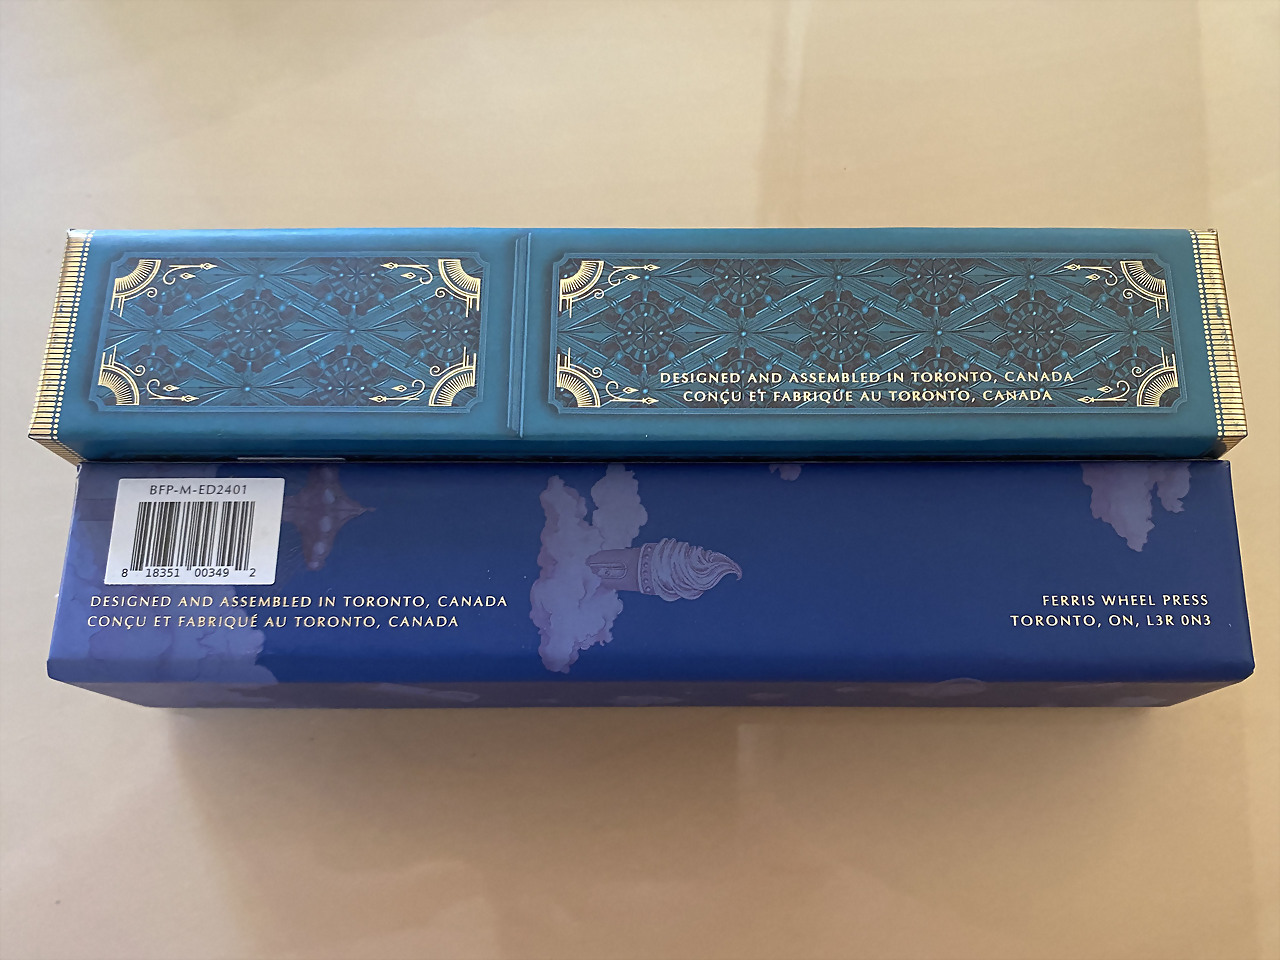 DESIGNED AND ASSEMBLED IN TORONTO, CANADA
CONÇU ET FABRIQUÉ AU TORONTO, CANADA
BFP-M-ED2401
8 18351 00349 2
DESIGNED AND ASSEMBLED IN TORONTO, CANADA
CONÇU ET FABRIQUÉ AU TORONTO, CANADA
FERRIS WHEEL PRESS
TORONTO, ON, L3R 0N3